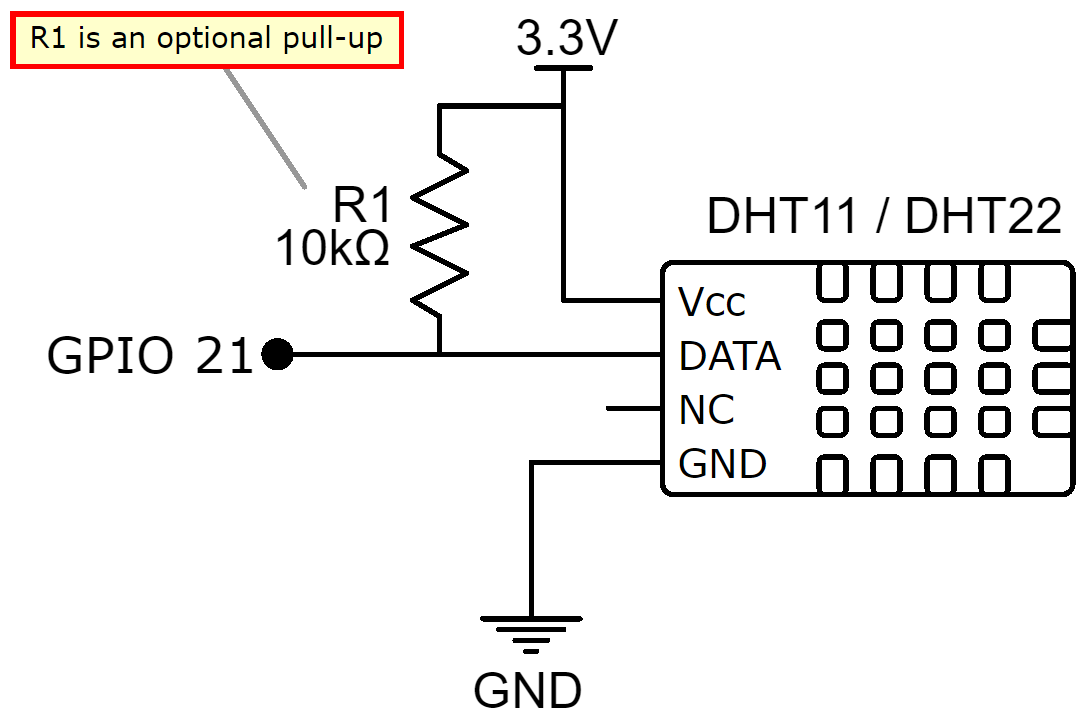 R1 is an optional pull-up
3.3V
R1
10kΩ
DHT11 / DHT22
Vcc
GPIO 21
DATA
NC
GND
GND